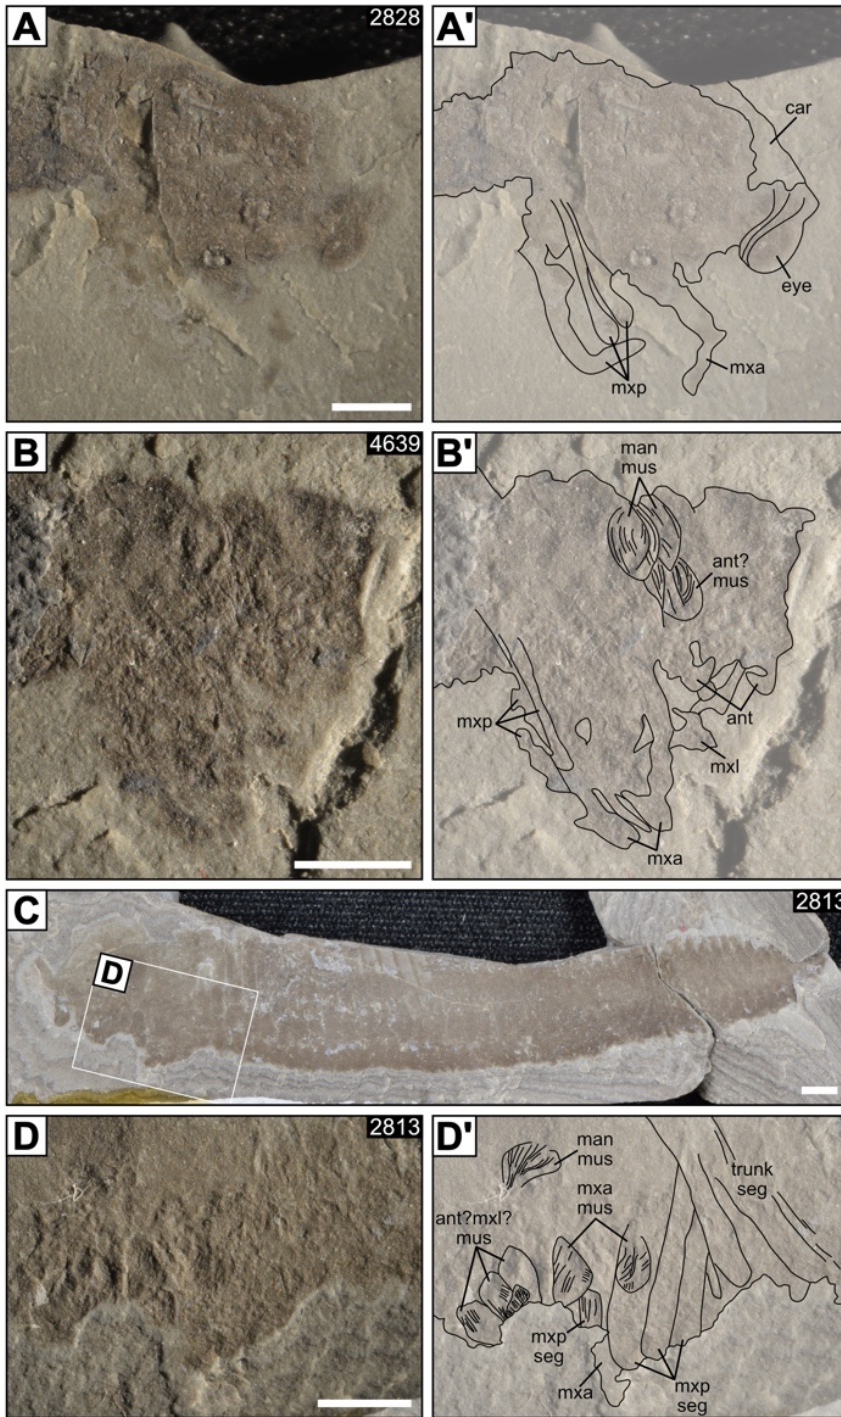 A
2828
A'
car
eye
mxa
mxp
B
4639
B'
man
mus
ant?
mus
ant
mxl
mxp
mxa
C
2813
D
D
2813
D'
man
mus
mxa
mus
trunk
seg
ant?mxl?
mus
mxp
seg
mxa
mxp
seg